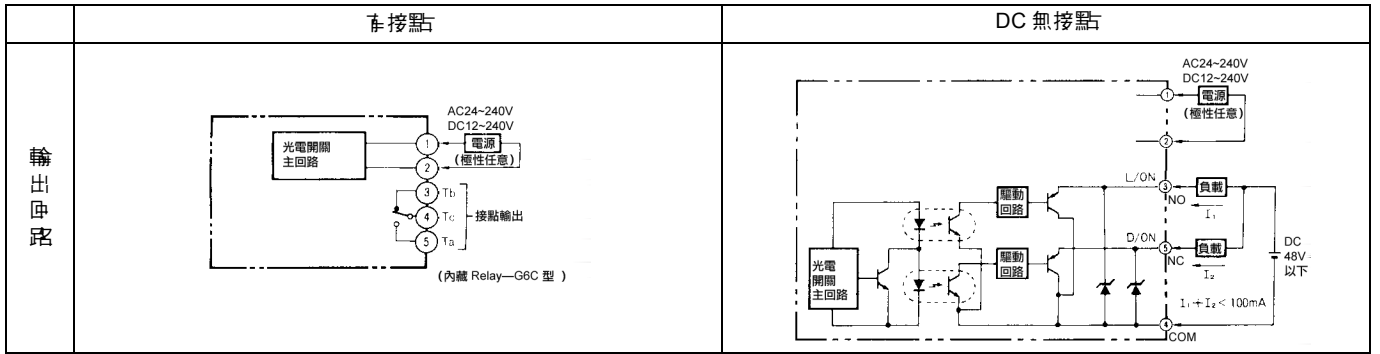 有接點
DC 無接點
輸出回路
光電開關
主回路
AC24~240V
DC12~240V
電源
(極性任意)
1
2
3 Tb
4 Tc
5 Ta
接點輸出
(內藏 Relay—G6C 型 )
AC24~240V
DC12~240V
1
電源
(極性任意)
2
光電
開關
主回路
驅動
回路
驅動
回路
L/ON
3
NO
負載
I₁
D/ON
5
NC
負載
I₂
DC
48V
以下
I₁+I₂<100mA
4
COM